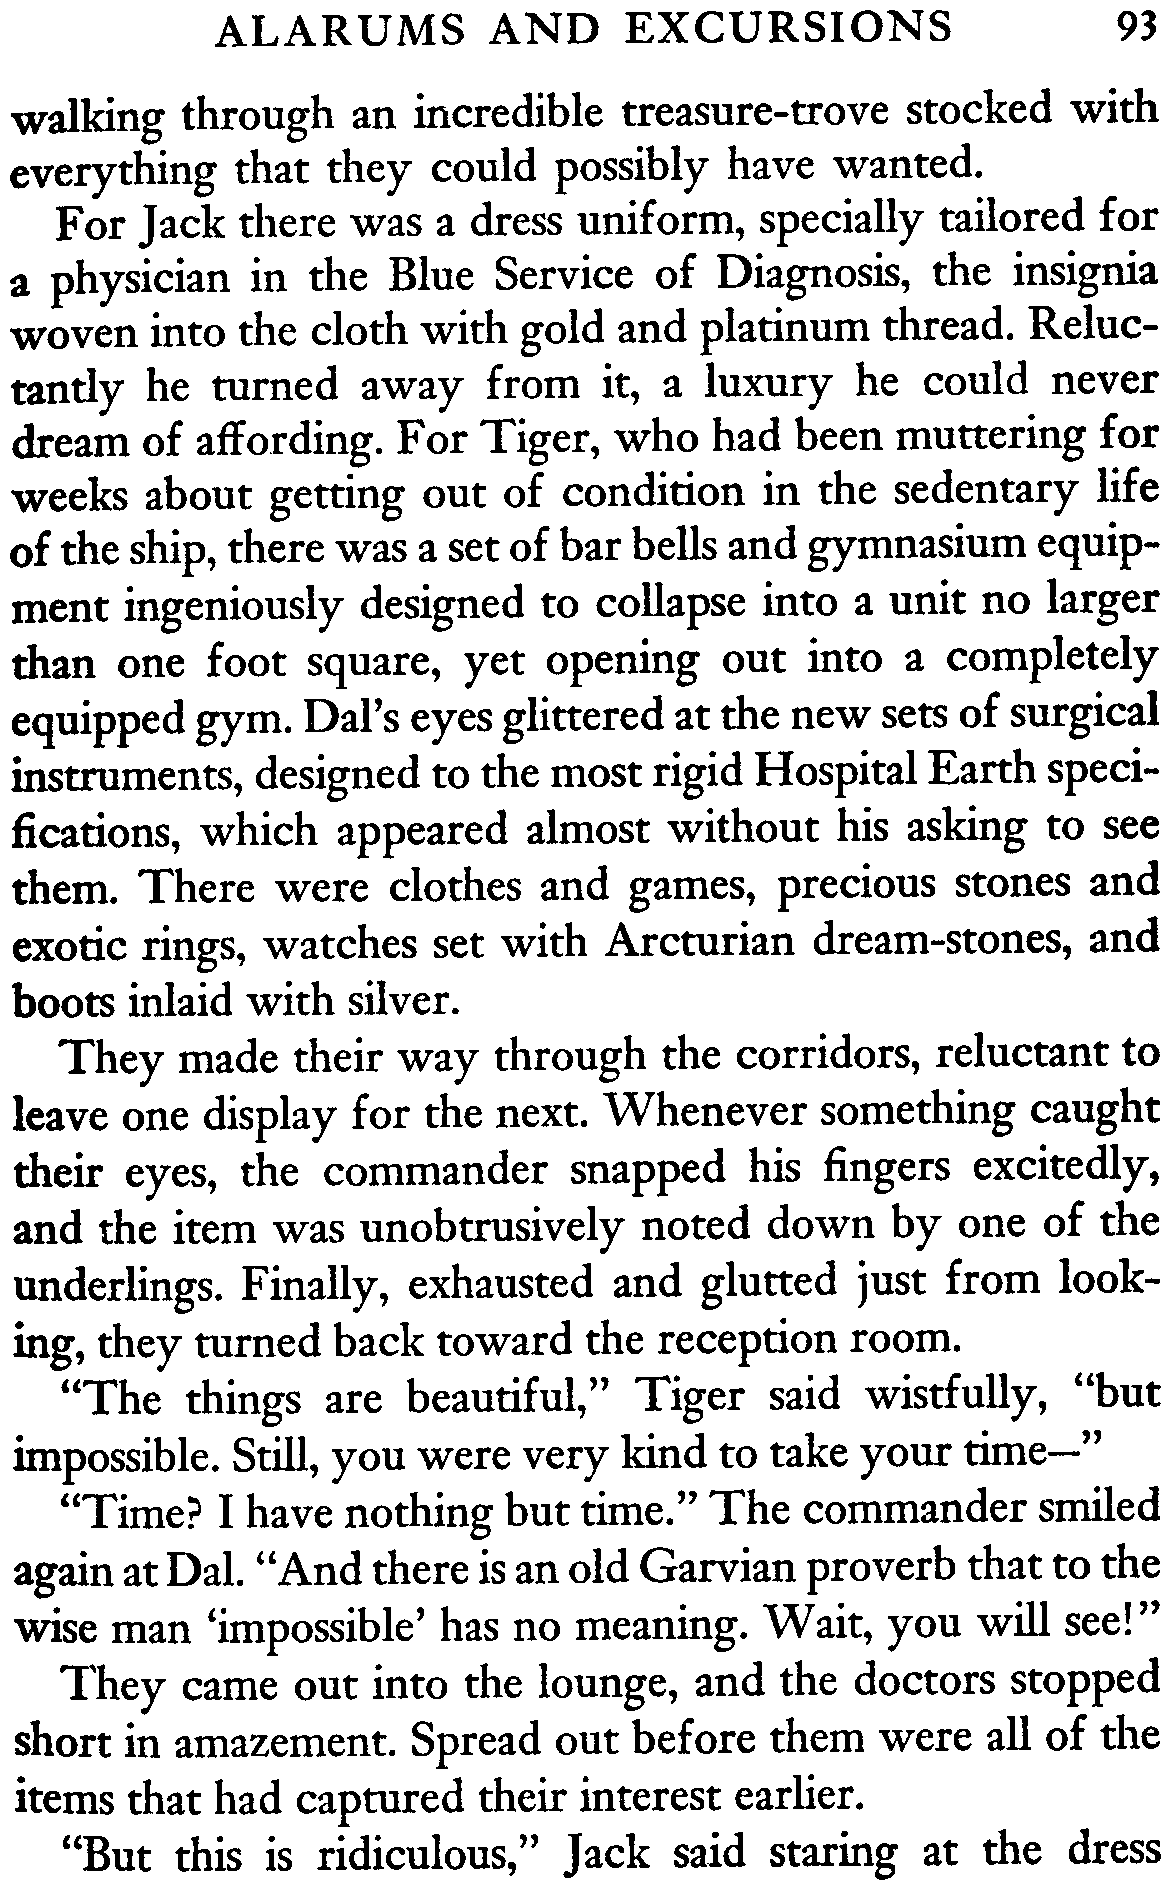 ALARUMS AND EXCURSIONS 93
walking through an incredible treasure-trove stocked with
everything that they could possibly have wanted.
For Jack there was a dress uniform, specially tailored for
a physician in the Blue Service of Diagnosis, the insignia
woven into the cloth with gold and platinum thread. Reluc-
tantly he turned away from it, a luxury he could never
dream of affording. For Tiger, who had been muttering for
weeks about getting out of condition in the sedentary life
of the ship, there was a set of bar bells and gymnasium equip-
ment ingeniously designed to collapse into a unit no larger
than one foot square, yet opening out into a completely
equipped gym. Dal's eyes glittered at the new sets of surgical
instruments, designed to the most rigid Hospital Earth speci-
fications, which appeared almost without his asking to see
them. There were clothes and games, precious stones and
exotic rings, watches set with Arcturian dream-stones, and
boots inlaid with silver.
They made their way through the corridors, reluctant to
leave one display for the next. Whenever something caught
their eyes, the commander snapped his fingers excitedly,
and the item was unobtrusively noted down by one of the
underlings. Finally, exhausted and glutted just from look-
ing, they turned back toward the reception room.
“The things are beautiful,” Tiger said wistfully, “but
impossible. Still, you were very kind to take your time—”
“Time? I have nothing but time.” The commander smiled
again at Dal. “And there is an old Garvian proverb that to the
wise man ‘impossible’ has no meaning. Wait, you will see!”
They came out into the lounge, and the doctors stopped
short in amazement. Spread out before them were all of the
items that had captured their interest earlier.
“But this is ridiculous,” Jack said staring at the dress